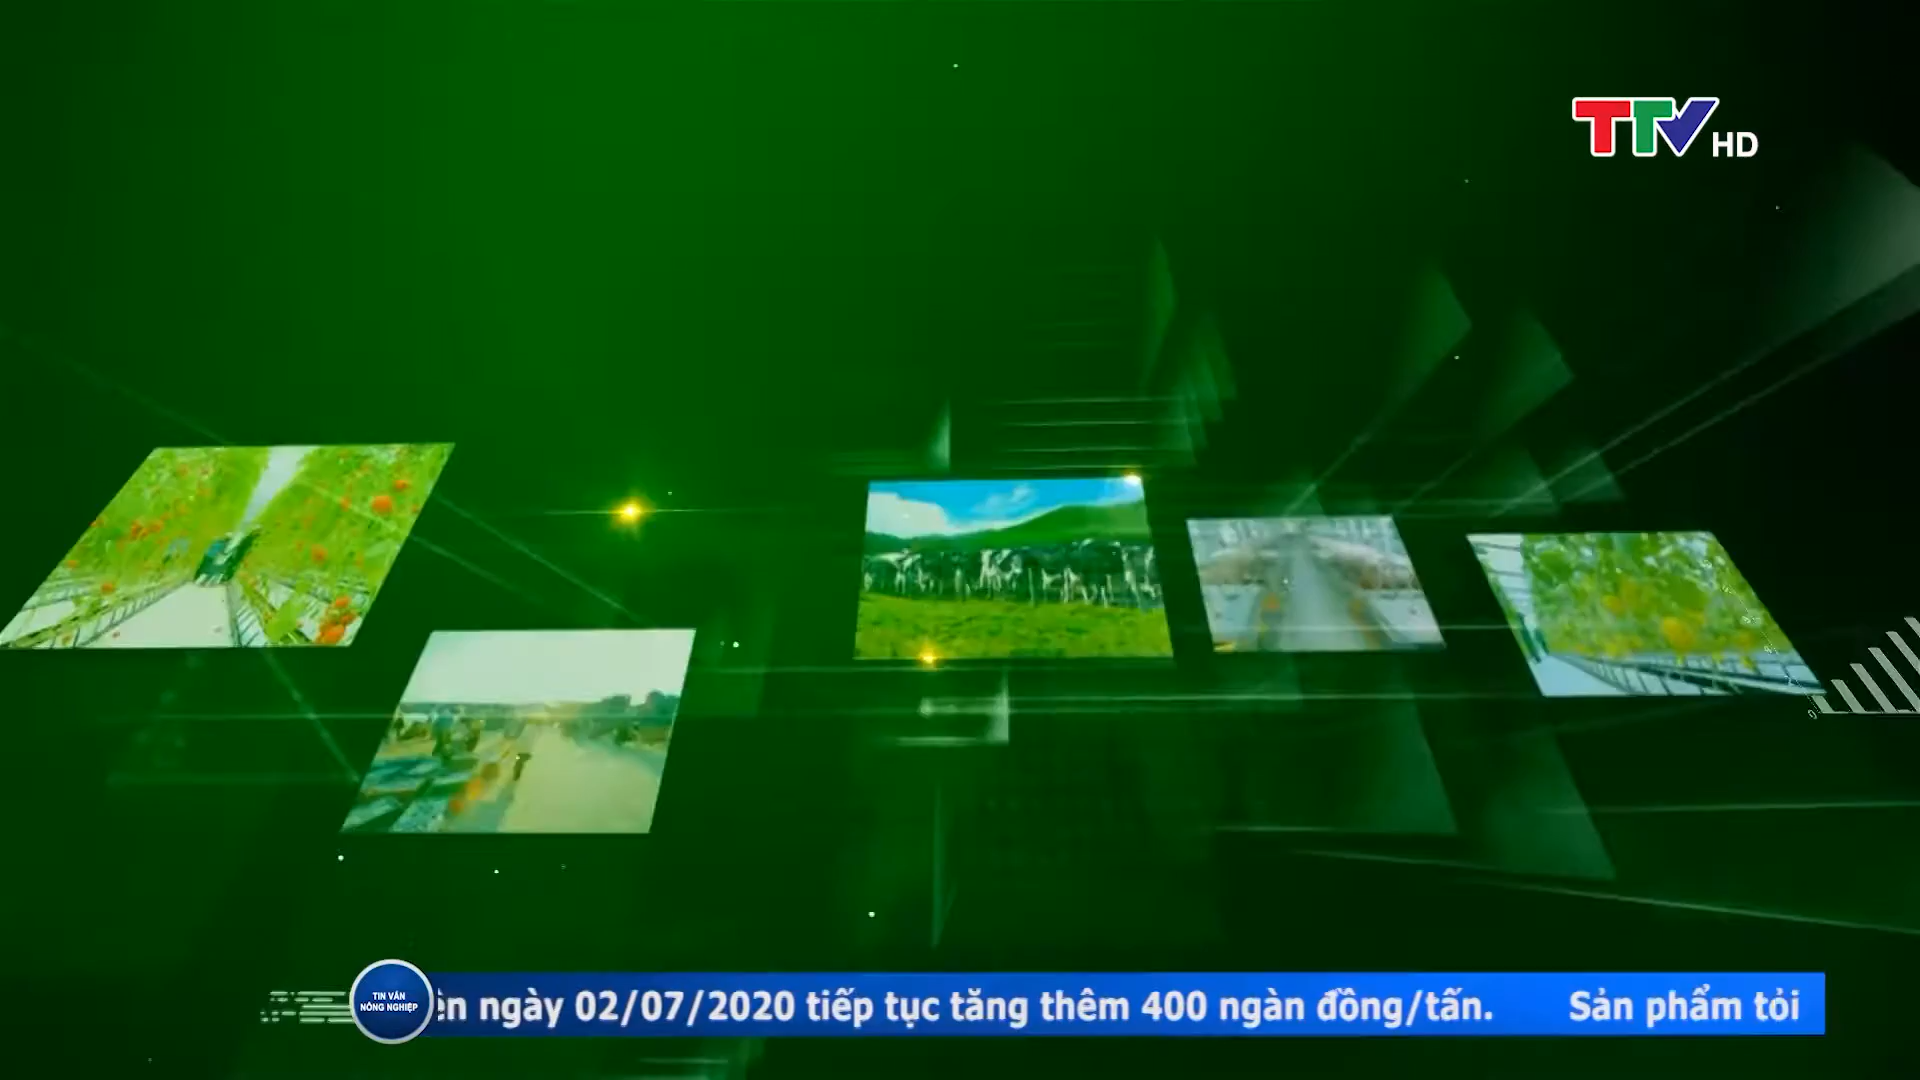 TTV HD
TIN VẮN
NÔNG NGHIỆP
ngày 02/07/2020 tiếp tục tăng thêm 400 ngàn đồng/tấn. Sản phẩm tỏi